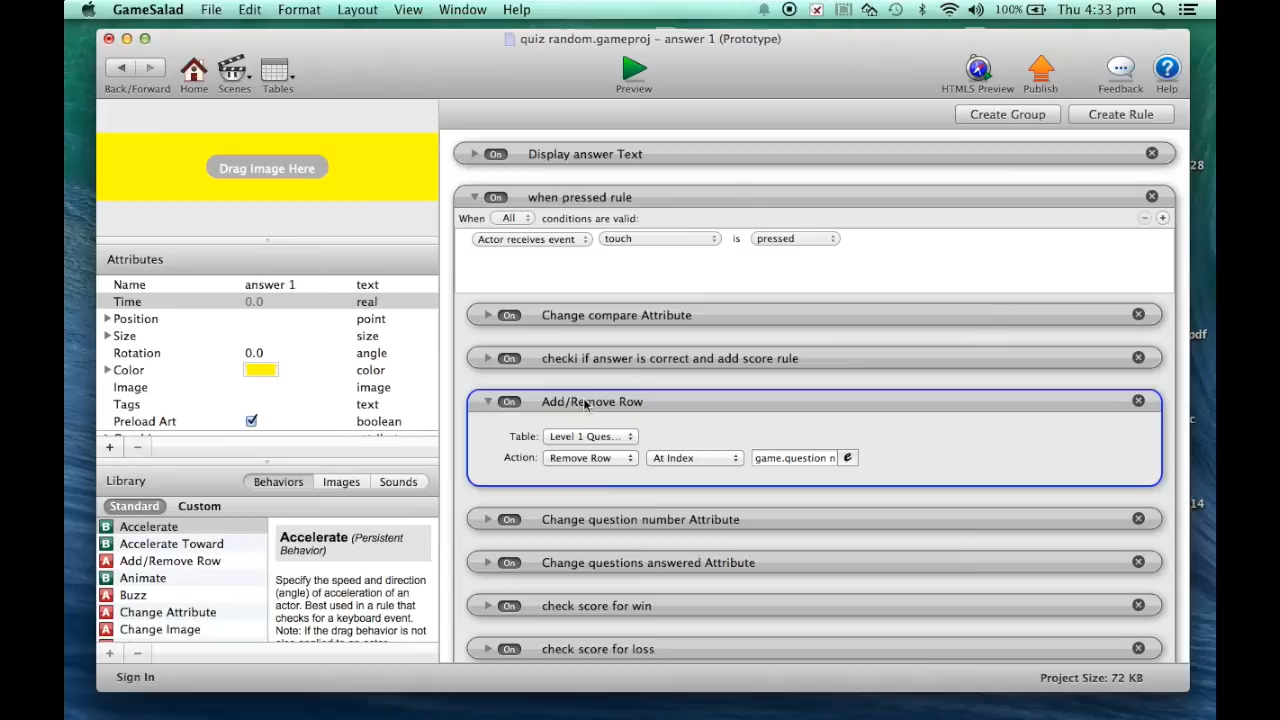 GameSalad File Edit Format Layout View Window Help 100% Thu 4:33 pm
quiz random.gameproj – answer 1 (Prototype)
Back/Forward Home Scenes Tables Preview HTML5 Preview Publish Feedback Help
Create Group Create Rule
Drag Image Here
Attributes
Name answer 1 text
Time 0.0 real
Position point
Size size
Rotation 0.0 angle
Color color
Image image
Tags text
Preload Art boolean
Library Behaviors Images Sounds
Standard Custom
Accelerate
Accelerate Toward
Add/Remove Row
Animate
Buzz
Change Attribute
Change Image
Accelerate (Persistent
Behavior)
Specify the speed and direction
(angle) of acceleration of an
actor. Best used in a rule that
checks for a keyboard event.
Note: If the drag behavior is not
On Display answer Text
On when pressed rule
When All conditions are valid:
Actor receives event touch is pressed
On Change compare Attribute
On checki if answer is correct and add score rule
On Add/Remove Row
Table: Level 1 Ques...
Action: Remove Row At Index game.question n
On Change question number Attribute
On Change questions answered Attribute
On check score for win
On check score for loss
Sign In Project Size: 72 KB
28
pdf
c
14